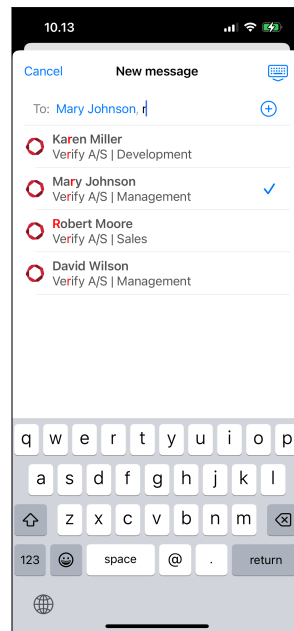 10.13
Cancel New message
To: Mary Johnson, r
Karen Miller
Verify A/S | Development
Mary Johnson
Verify A/S | Management
Robert Moore
Verify A/S | Sales
David Wilson
Verify A/S | Management
q w e r t y u i o p
a s d f g h j k l
z x c v b n m
123 space @ . return